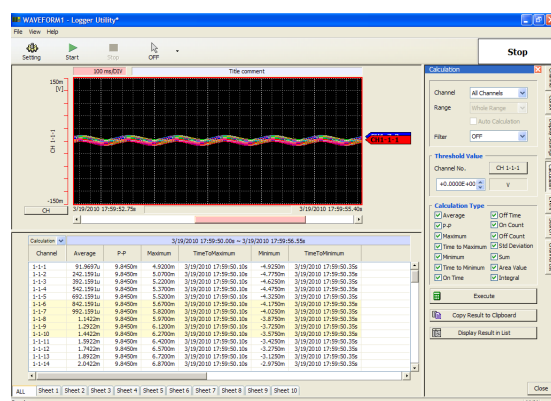 WAVEFORM1 - Logger Utility*
File View Help
Setting Start Stop OFF
Stop
100 ms/DIV Title comment
150m
[V]
CH 1-1-1
-150m
CH1 1-1
CH 3/19/2010 17:59:52.75s 3/19/2010 17:59:55.40s
Calculation 3/19/2010 17:59:50.00s ~ 3/19/2010 17:59:56.55s
Channel Average P-P Maximum TimeToMaximum Minimum TimeToMinimum
1-1-1 91.9697u 9.8450m 4.9200m 3/19/2010 17:59:50.10s -4.9250m 3/19/2010 17:59:50.35s
1-1-2 242.1591u 9.8450m 5.0700m 3/19/2010 17:59:50.10s -4.7750m 3/19/2010 17:59:50.35s
1-1-3 392.1591u 9.8450m 5.2200m 3/19/2010 17:59:50.10s -4.6250m 3/19/2010 17:59:50.35s
1-1-4 542.1591u 9.8450m 5.3700m 3/19/2010 17:59:50.10s -4.4750m 3/19/2010 17:59:50.35s
1-1-5 692.1591u 9.8450m 5.5200m 3/19/2010 17:59:50.10s -4.3250m 3/19/2010 17:59:50.35s
1-1-6 842.1591u 9.8450m 5.6700m 3/19/2010 17:59:50.10s -4.1750m 3/19/2010 17:59:50.35s
1-1-7 992.1591u 9.8450m 5.8200m 3/19/2010 17:59:50.10s -4.0250m 3/19/2010 17:59:50.35s
1-1-8 1.1422m 9.8450m 5.9700m 3/19/2010 17:59:50.10s -3.8750m 3/19/2010 17:59:50.35s
1-1-9 1.2922m 9.8450m 6.1200m 3/19/2010 17:59:50.10s -3.7250m 3/19/2010 17:59:50.35s
1-1-10 1.4422m 9.8450m 6.2700m 3/19/2010 17:59:50.10s -3.5750m 3/19/2010 17:59:50.35s
1-1-11 1.5922m 9.8450m 6.4200m 3/19/2010 17:59:50.10s -3.4250m 3/19/2010 17:59:50.35s
1-1-12 1.7422m 9.8450m 6.5700m 3/19/2010 17:59:50.10s -3.2750m 3/19/2010 17:59:50.35s
1-1-13 1.8922m 9.8450m 6.7200m 3/19/2010 17:59:50.10s -3.1250m 3/19/2010 17:59:50.35s
1-1-14 2.0422m 9.8450m 6.8700m 3/19/2010 17:59:50.10s -2.9750m 3/19/2010 17:59:50.35s
ALL Sheet 1 Sheet 2 Sheet 3 Sheet 4 Sheet 5 Sheet 6 Sheet 7 Sheet 8 Sheet 9 Sheet 10
Calculation
Channel All Channels
Range Whole Range
Auto Calculation
Filter OFF
Threshold Value
Channel No. CH 1-1-1
+0.0000E+00 V
Calculation Type
Average Off Time
P-P On Count
Maximum Off Count
Time to Maximum Std Deviation
Minimum Sum
Time to Minimum Area Value
On Time Integral
Execute
Copy Result to Clipboard
Display Result in List
Close